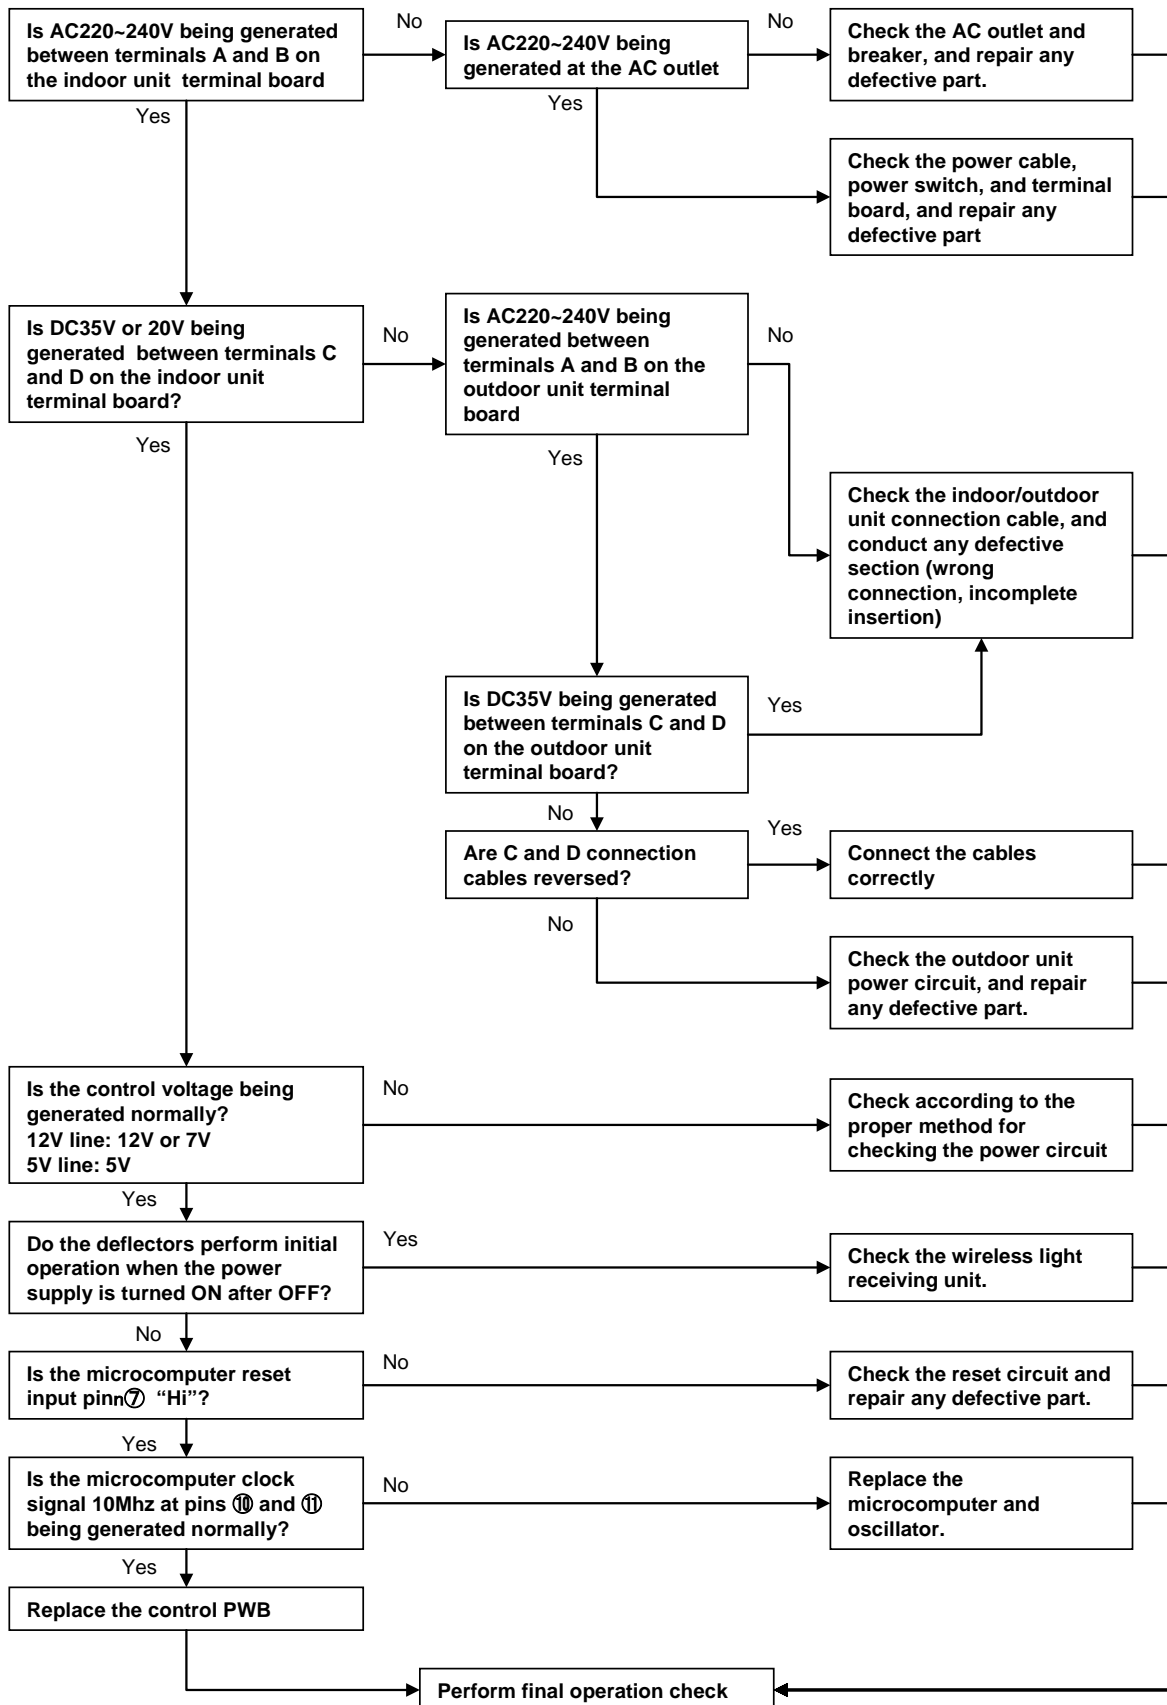 Is AC220~240V being generated
between terminals A and B on
the indoor unit terminal board
No
Is AC220~240V being
generated at the AC outlet
No
Check the AC outlet and
breaker, and repair any
defective part.
Yes
Yes
Check the power cable,
power switch, and terminal
board, and repair any
defective part
Is DC35V or 20V being
generated between terminals C
and D on the indoor unit
terminal board?
No
Is AC220~240V being
generated between
terminals A and B on the
outdoor unit terminal
board
No
Yes
Yes
Check the indoor/outdoor
unit connection cable, and
conduct any defective
section (wrong
connection, incomplete
insertion)
Is DC35V being generated
between terminals C and D
on the outdoor unit
terminal board?
Yes
No
Are C and D connection
cables reversed?
Yes
Connect the cables
correctly
No
Check the outdoor unit
power circuit, and repair
any defective part.
Is the control voltage being
generated normally?
12V line: 12V or 7V
5V line: 5V
No
Check according to the
proper method for
checking the power circuit
Yes
Do the deflectors perform initial
operation when the power
supply is turned ON after OFF?
Yes
Check the wireless light
receiving unit.
No
Is the microcomputer reset
input pinn⑦ “Hi”?
No
Check the reset circuit and
repair any defective part.
Yes
Is the microcomputer clock
signal 10Mhz at pins ⑩ and ⑪
being generated normally?
No
Replace the
microcomputer and
oscillator.
Yes
Replace the control PWB
Perform final operation check